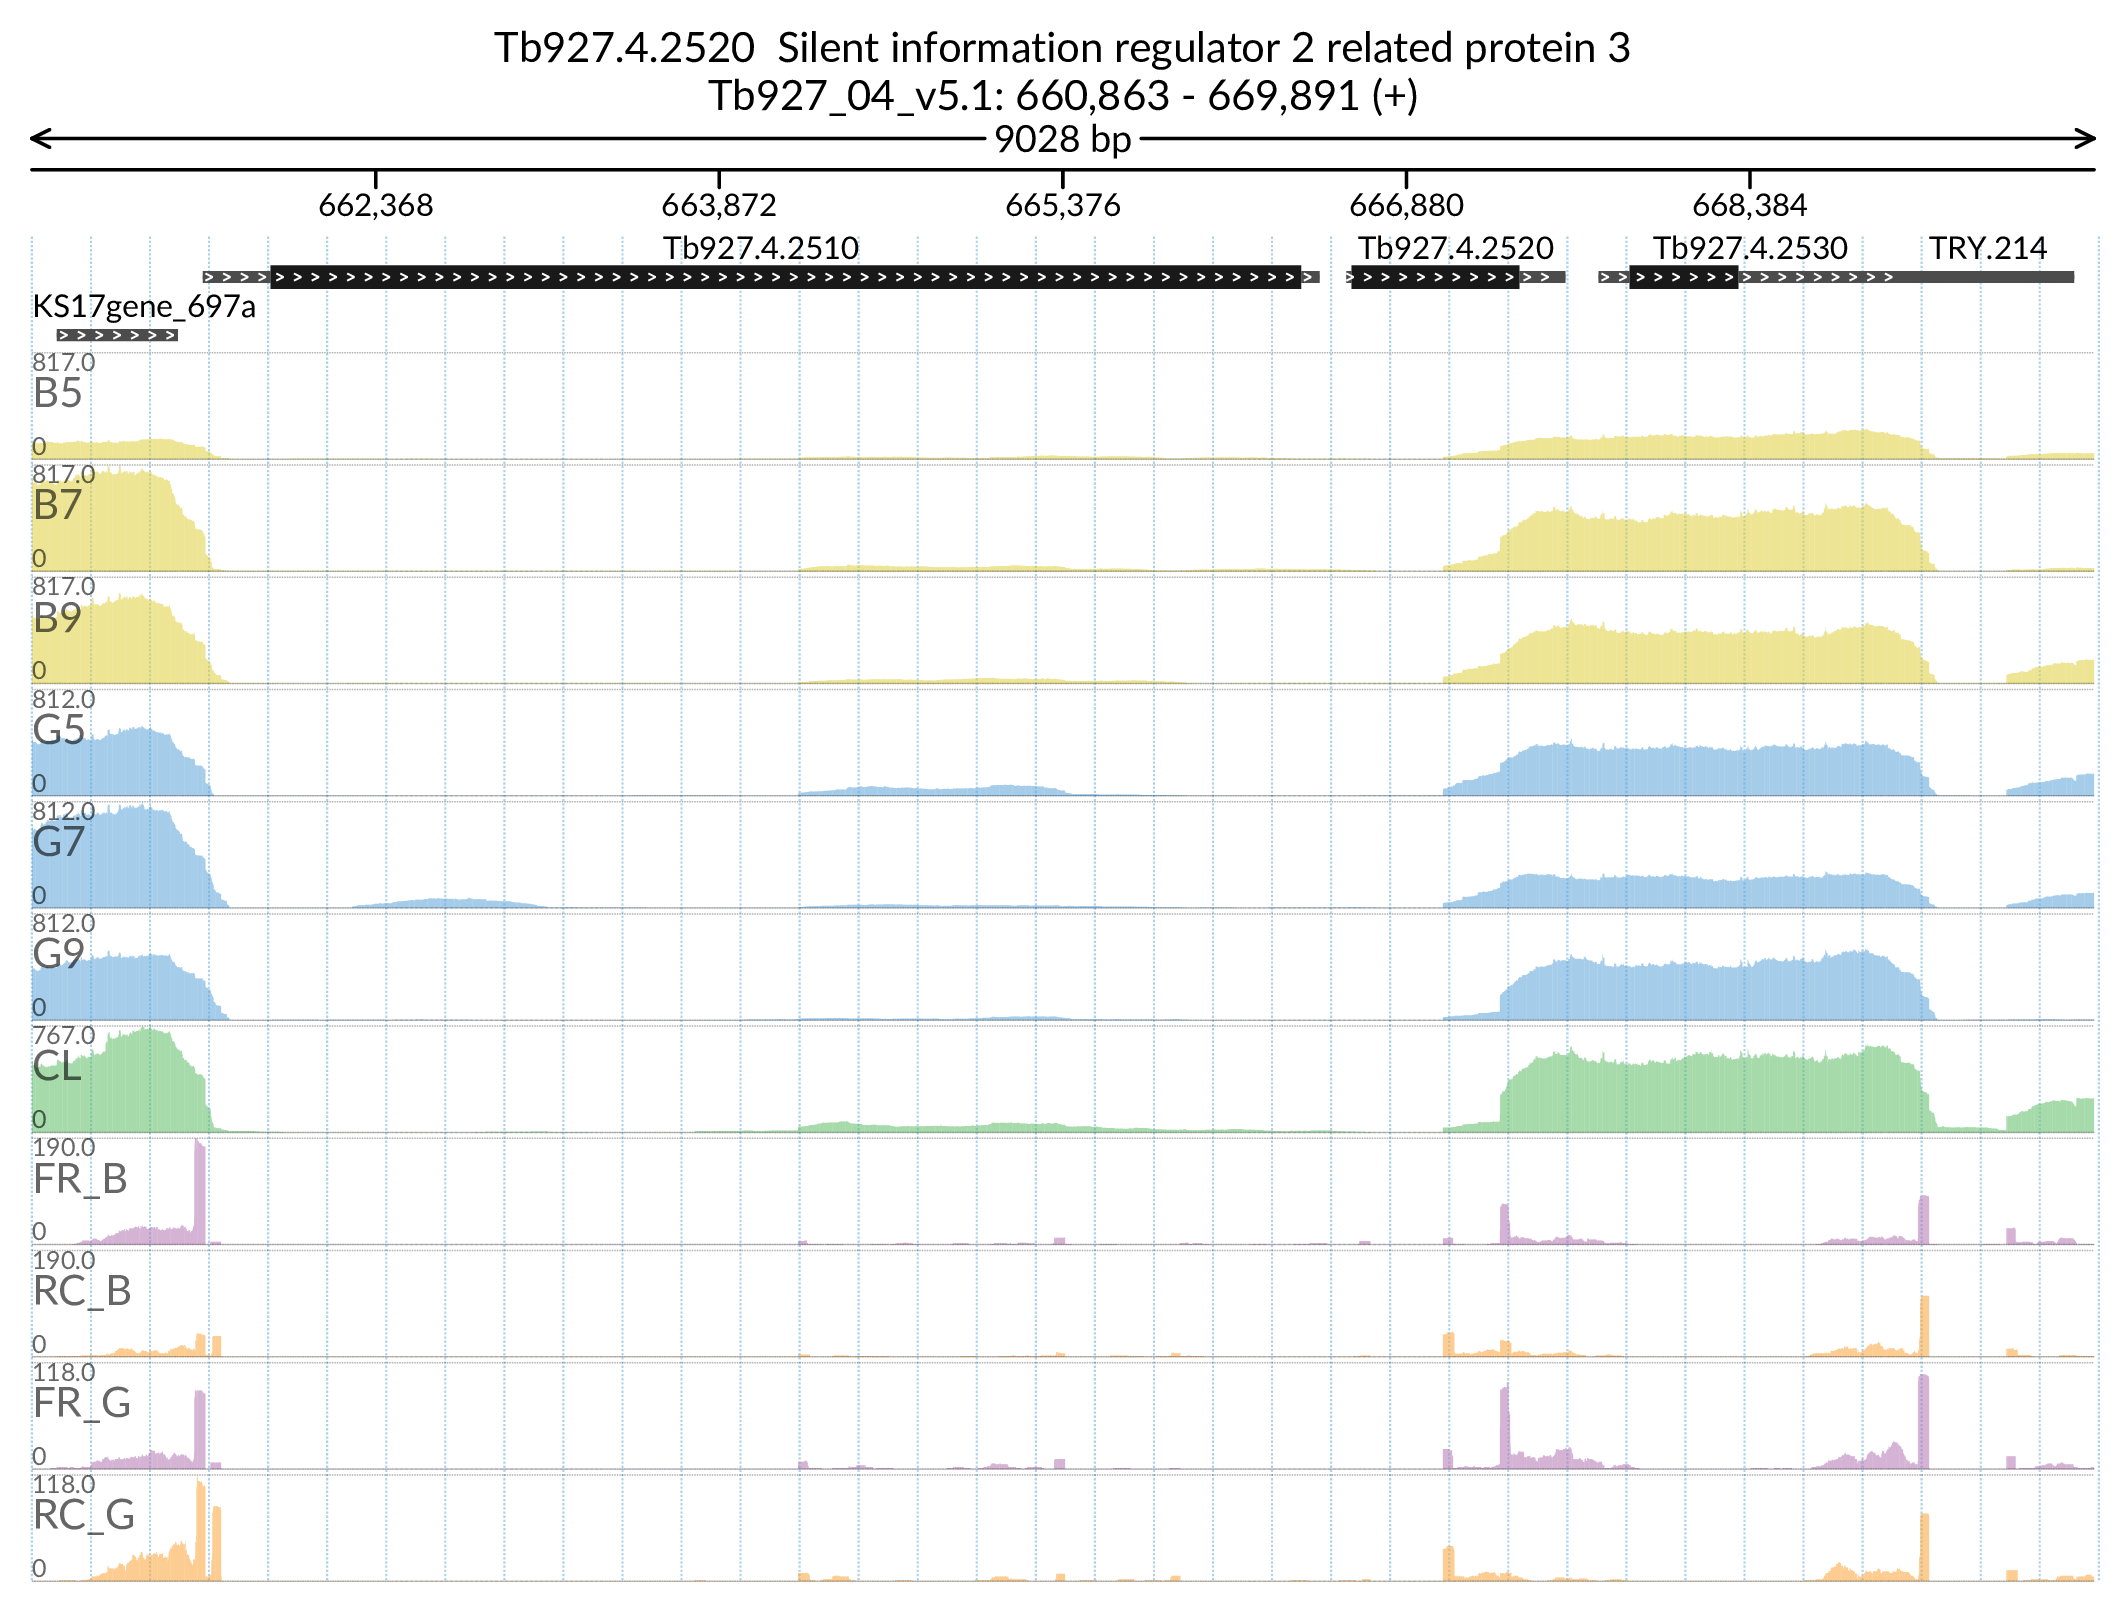 Tb927.4.2520  Silent information regulator 2 related protein 3
Tb927_04_v5.1: 660,863 - 669,891 (+)
9028 bp
662,368 663,872 665,376 666,880 668,384
Tb927.4.2510 Tb927.4.2520 Tb927.4.2530 TRY.214
KS17gene_697a
817.0
B5
0
817.0
B7
0
817.0
B9
0
812.0
G5
0
812.0
G7
0
812.0
G9
0
767.0
CL
0
190.0
FR_B
0
190.0
RC_B
0
118.0
FR_G
0
118.0
RC_G
0